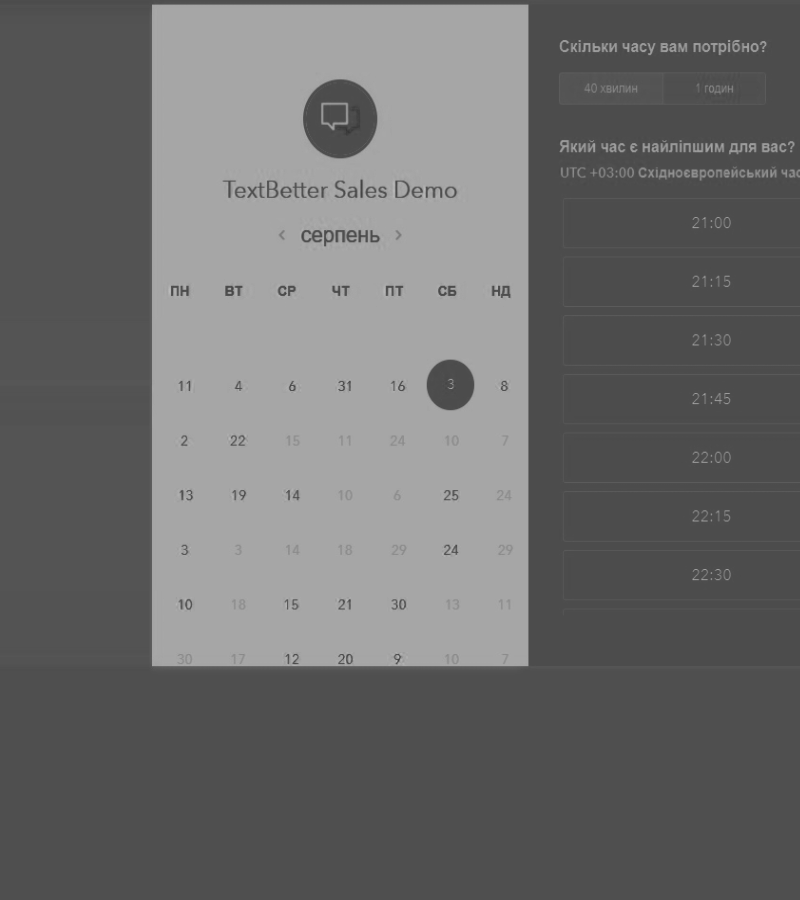 TextBetter Sales Demo
‹ серпень ›
ПН ВТ СР ЧТ ПТ СБ НД
11 4 6 31 16 3 8
2 22 15 11 24 10 7
13 19 14 10 6 25 24
3 3 14 18 29 24 29
10 18 15 21 30 13 11
30 17 12 20 9 10 7
Скільки часу вам потрібно?
40 хвилин 1 годин
Який час є найліпшим для вас?
UTC +03:00 Східноєвропейський час
21:00
21:15
21:30
21:45
22:00
22:15
22:30